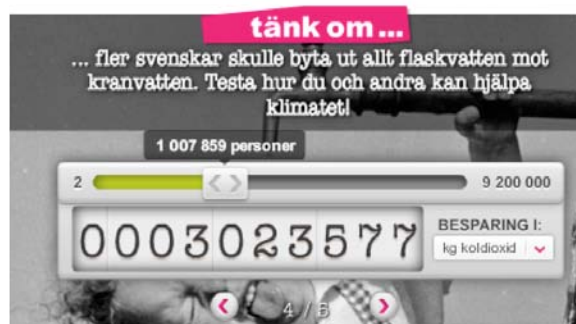 tänk om ...
... fler svenskar skulle byta ut allt flaskvatten mot
kranvatten. Testa hur du och andra kan hjälpa
klimatet!
1 007 859 personer
2
9 200 000
0003023577
BESPARING I:
kg koldioxid
4 / 6